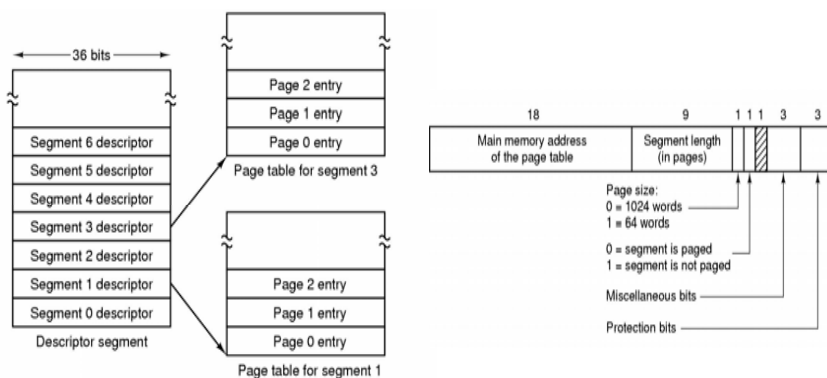 36 bits
Segment 6 descriptor
Segment 5 descriptor
Segment 4 descriptor
Segment 3 descriptor
Segment 2 descriptor
Segment 1 descriptor
Segment 0 descriptor
Descriptor segment
Page 2 entry
Page 1 entry
Page 0 entry
Page table for segment 3
Page 2 entry
Page 1 entry
Page 0 entry
Page table for segment 1
18 9 1 1 1 3 3
Main memory address
of the page table
Segment length
(in pages)
Page size:
0 = 1024 words
1 = 64 words
0 = segment is paged
1 = segment is not paged
Miscellaneous bits
Protection bits